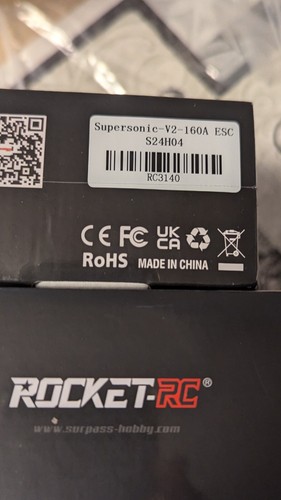 Supersonic-V2-160A ESC
S24H04
RC3140
CE FC UK CA
RoHS MADE IN CHINA
ROCKET-RC®
www.surpass-hobby.com